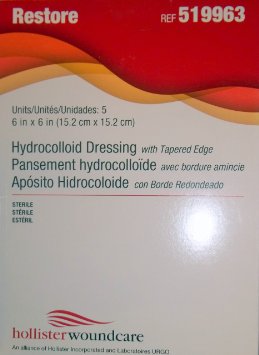 Restore REF 519963
Units/Unités/Unidades: 5
6 in x 6 in (15.2 cm x 15.2 cm)
Hydrocolloid Dressing with Tapered Edge
Pansement hydrocolloïde avec bordure amincie
Apósito Hidrocoloide con Borde Redondeado
STERILE
STÉRILE
ESTÉRIL
hollisterwoundcare
An alliance of Hollister Incorporated and Laboratoires URGO